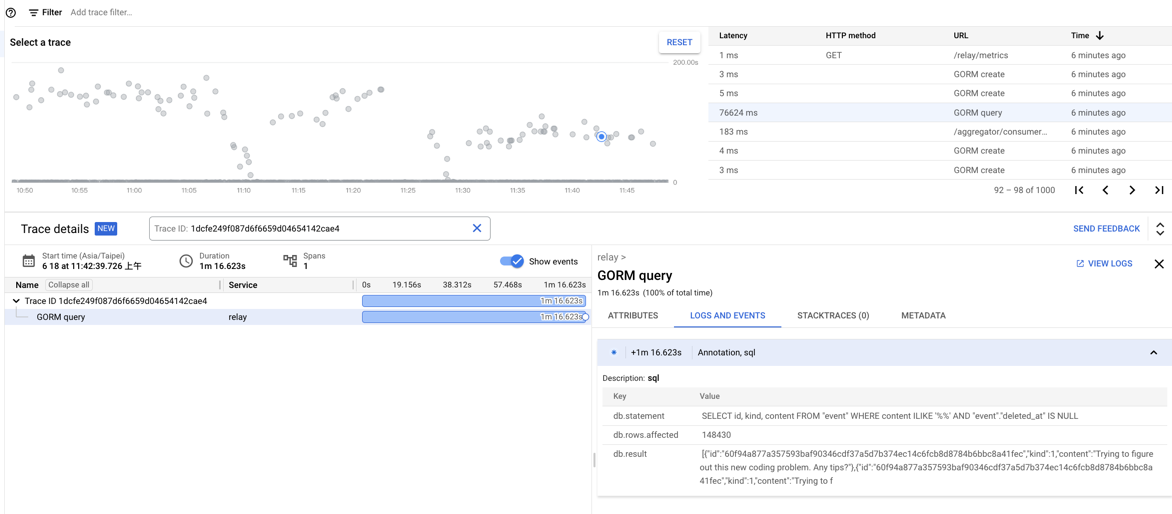 Filter Add trace filter...
Select a trace
RESET
200.00s
0
10:50 10:55 11:00 11:05 11:10 11:15 11:20 11:25 11:30 11:35 11:40 11:45
Latency HTTP method URL Time
1 ms GET /relay/metrics 6 minutes ago
3 ms GORM create 6 minutes ago
5 ms GORM create 6 minutes ago
76624 ms GORM query 6 minutes ago
183 ms /aggregator/consumer... 6 minutes ago
4 ms GORM create 6 minutes ago
3 ms GORM create 6 minutes ago
92 – 98 of 1000
Trace details NEW Trace ID: 1dcfe249f087d6f6659d04654142cae4
SEND FEEDBACK
Start time (Asia/Taipei)
6 18 at 11:42:39.726 上午
Duration
1m 16.623s
Spans
1
Show events
Name Collapse all Service 0s 19.156s 38.312s 57.468s 1m 16.623s
Trace ID 1dcfe249f087d6f6659d04654142cae4 1m 16.623s
GORM query relay 1m 16.623s
relay >
GORM query
VIEW LOGS
1m 16.623s (100% of total time)
ATTRIBUTES LOGS AND EVENTS STACKTRACES (0) METADATA
+1m 16.623s Annotation, sql
Description: sql
Key Value
db.statement SELECT id, kind, content FROM "event" WHERE content ILIKE '%%' AND "event"."deleted_at" IS NULL
db.rows.affected 148430
db.result [{"id":"60f94a877a357593baf90346cdf37a5d7b374ec14c6fcb8d8784b6bbc8a41fec","kind":1,"content":"Trying to figure
out this new coding problem. Any tips?"},{"id":"60f94a877a357593baf90346cdf37a5d7b374ec14c6fcb8d8784b6bbc8a
41fec","kind":1,"content":"Trying to f